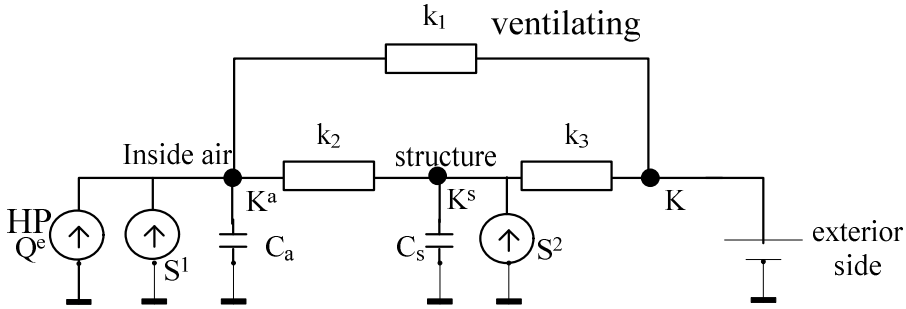 k₁ ventilating
k₂
k₃
Inside air
structure
Kᵃ
Kˢ
K
HP
Qᵉ
S¹
Cₐ
Cₛ
S²
exterior
side